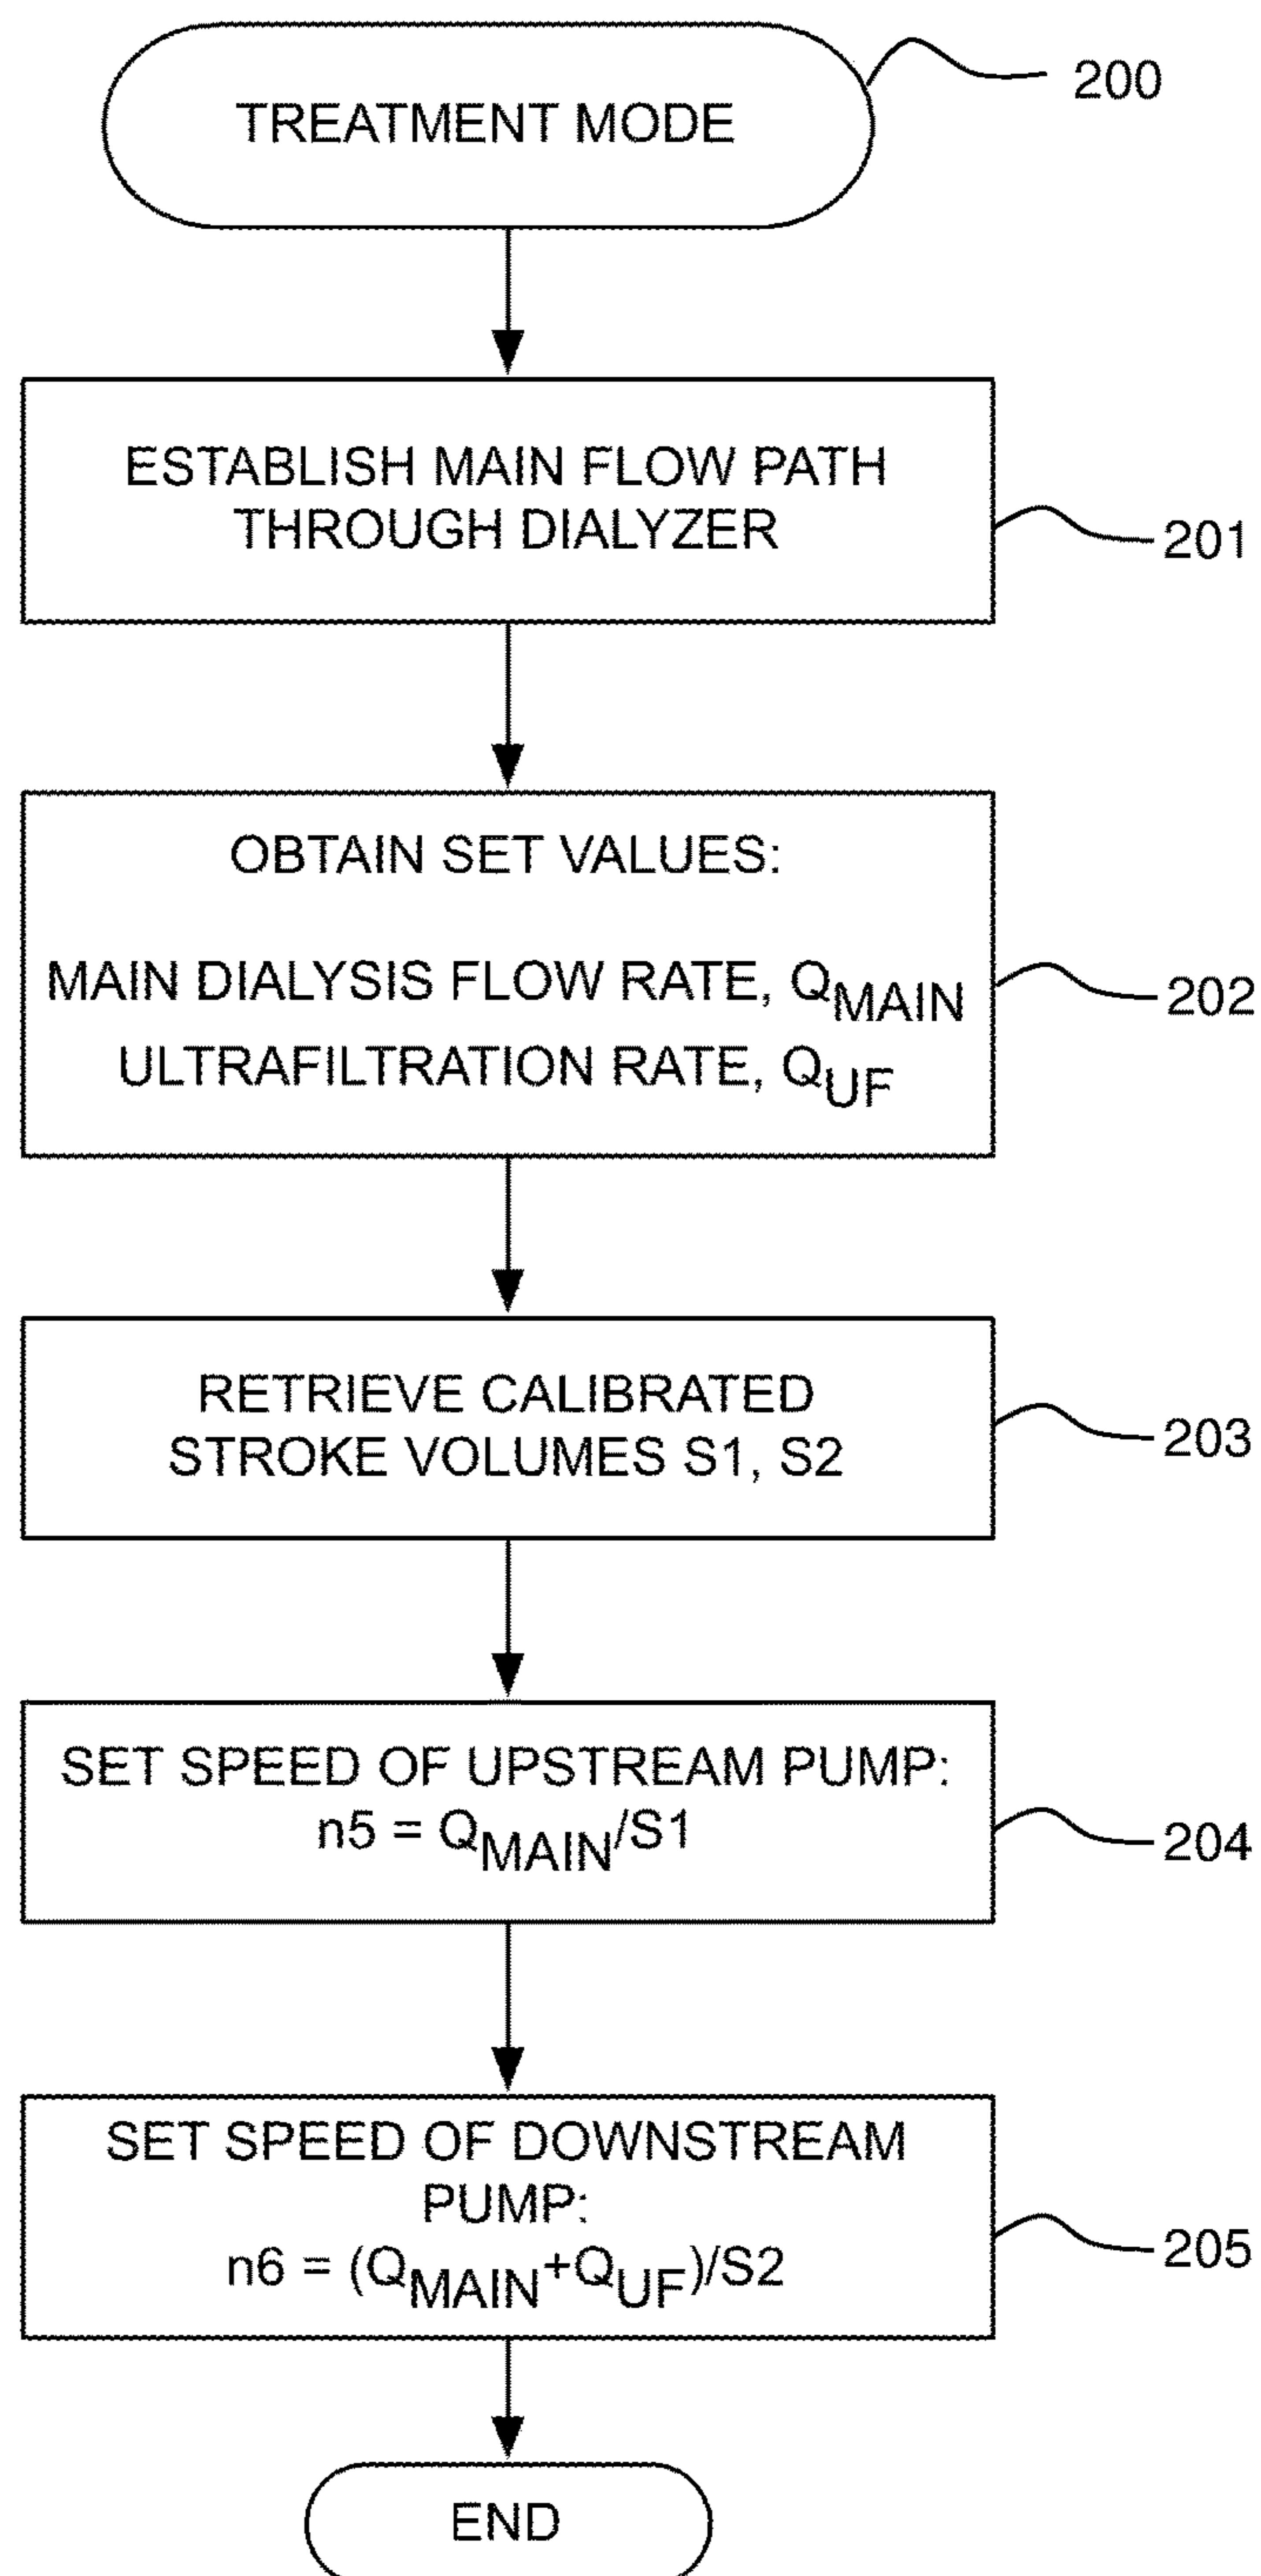 TREATMENT MODE
200
ESTABLISH MAIN FLOW PATH
THROUGH DIALYZER
201
OBTAIN SET VALUES:
MAIN DIALYSIS FLOW RATE, QMAIN
ULTRAFILTRATION RATE, QUF
202
RETRIEVE CALIBRATED
STROKE VOLUMES S1, S2
203
SET SPEED OF UPSTREAM PUMP:
n5 = QMAIN/S1
204
SET SPEED OF DOWNSTREAM
PUMP:
n6 = (QMAIN+QUF)/S2
205
END